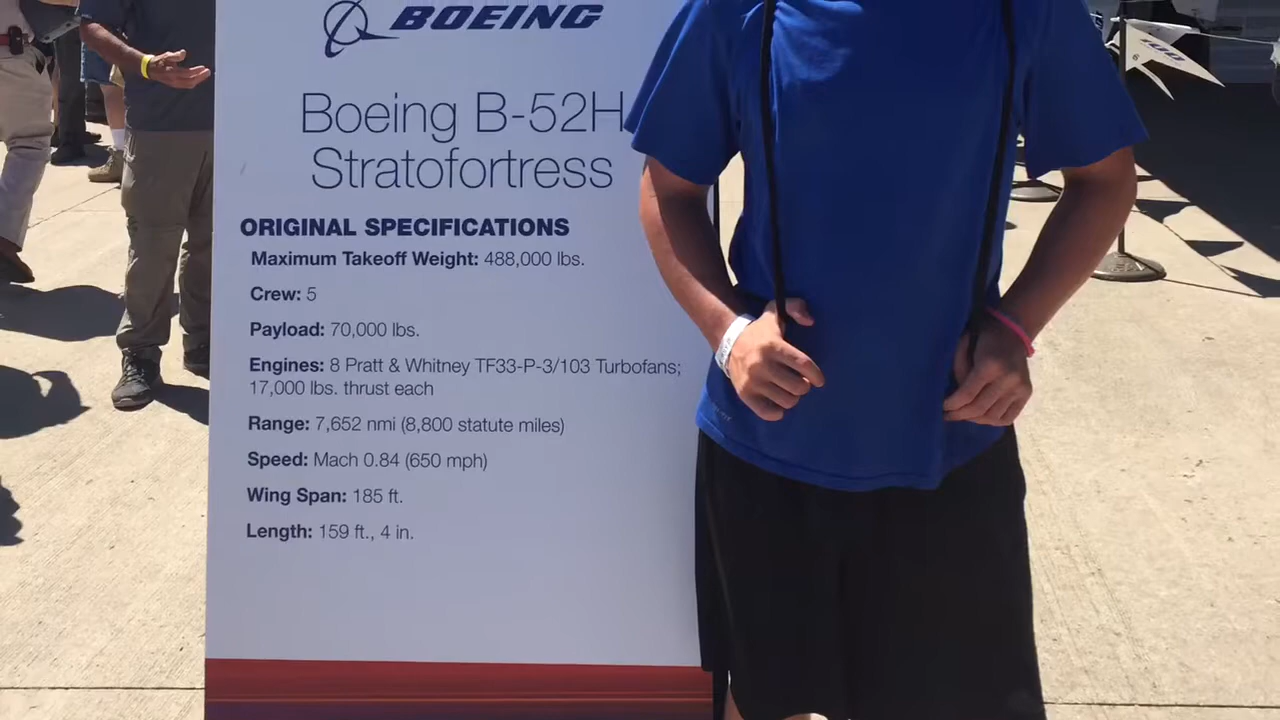 BOEING
Boeing B-52H
Stratofortress
ORIGINAL SPECIFICATIONS
Maximum Takeoff Weight: 488,000 lbs.
Crew: 5
Payload: 70,000 lbs.
Engines: 8 Pratt & Whitney TF33-P-3/103 Turbofans;
17,000 lbs. thrust each
Range: 7,652 nmi (8,800 statute miles)
Speed: Mach 0.84 (650 mph)
Wing Span: 185 ft.
Length: 159 ft., 4 in.
100